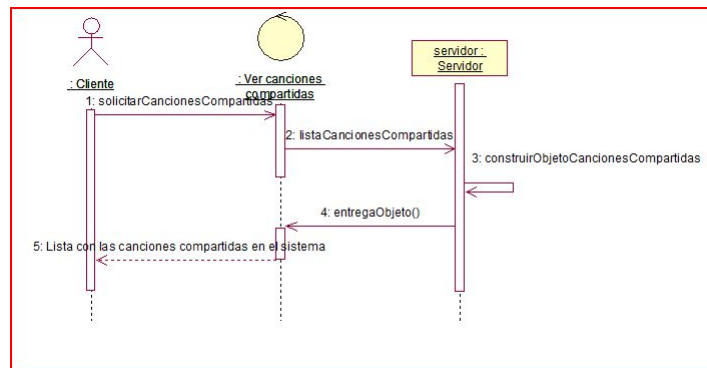 : Cliente
: Ver canciones
compartidas
servidor :
Servidor
1: solicitarCancionesCompartidas
2: listaCancionesCompartidas
3: construirObjetoCancionesCompartidas
4: entregaObjeto()
5: Lista con las canciones compartidas en el sistema